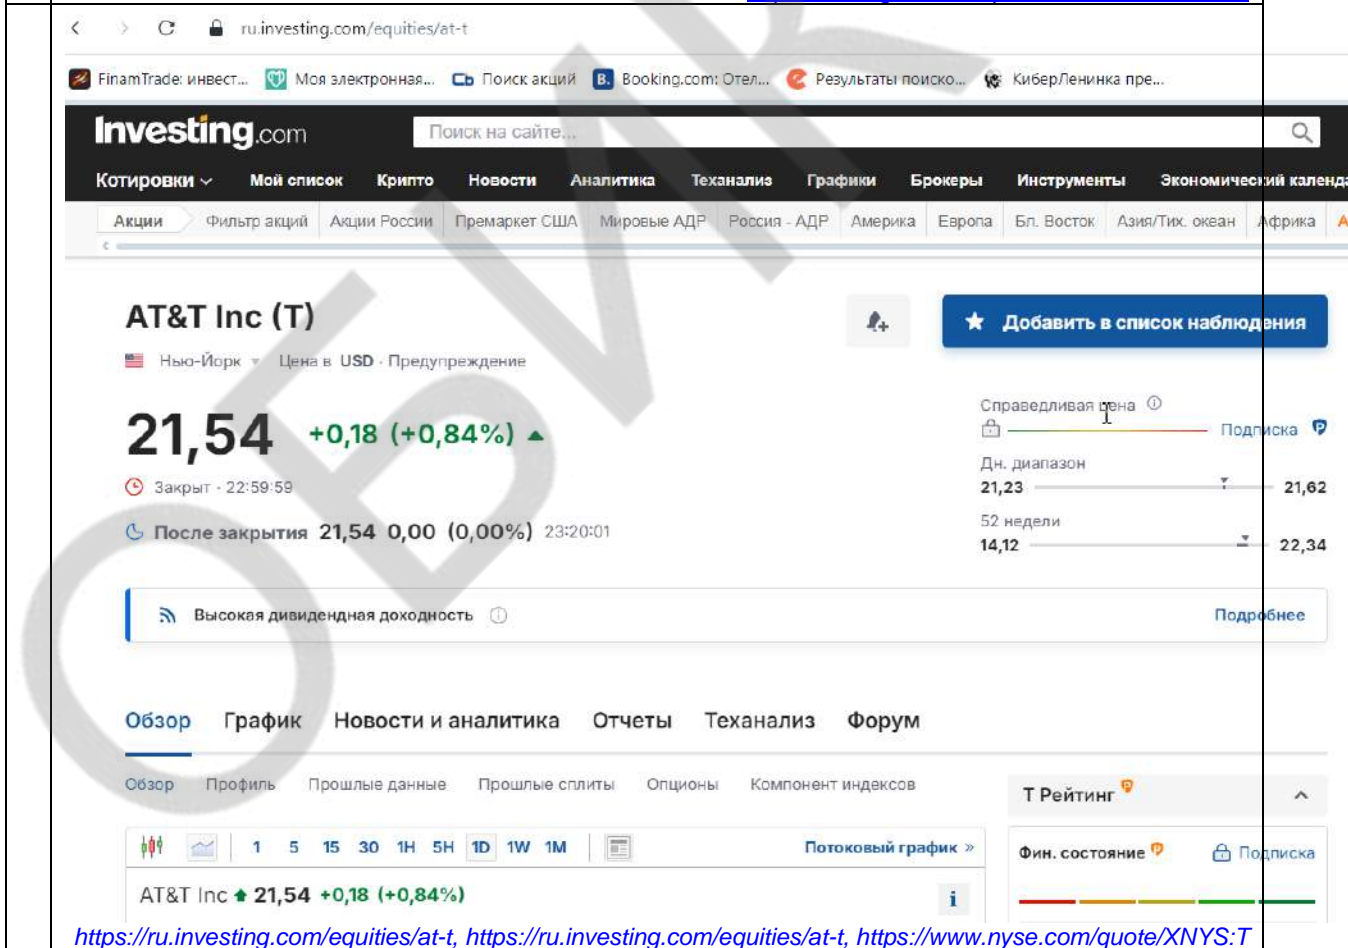 ru.investing.com/equities/at-t
FinamTrade: инвест... Моя электронная... Cb Поиск акций B. Booking.com: Отел... Результаты поиско... КиберЛенинка пре...
Investing.com Поиск на сайте...
Котировки Мой список Крипто Новости Аналитика Теханализ Графики Брокеры Инструменты Экономический календа
Акции Фильтр акций Акции России Премаркет США Мировые АДР Россия - АДР Америка Европа Бл. Восток Азия/Тих. океан Африка А
AT&T Inc (T)
Добавить в список наблюдения
Нью-Йорк Цена в USD · Предупреждение
Справедливая цена
21,54 +0,18 (+0,84%)
Подписка
Дн. диапазон
Закрыт · 22:59:59
21,23 21,62
52 недели
После закрытия 21,54 0,00 (0,00%) 23:20:01
14,12 22,34
Высокая дивидендная доходность Подробнее
Обзор График Новости и аналитика Отчеты Теханализ Форум
Обзор Профиль Прошлые данные Прошлые сплиты Опционы Компонент индексов
Т Рейтинг
1 5 15 30 1H 5H 1D 1W 1M Потоковый график »
Фин. состояние Подписка
AT&T Inc 21,54 +0,18 (+0,84%)
https://ru.investing.com/equities/at-t, https://ru.investing.com/equities/at-t, https://www.nyse.com/quote/XNYS:T
ОБИК